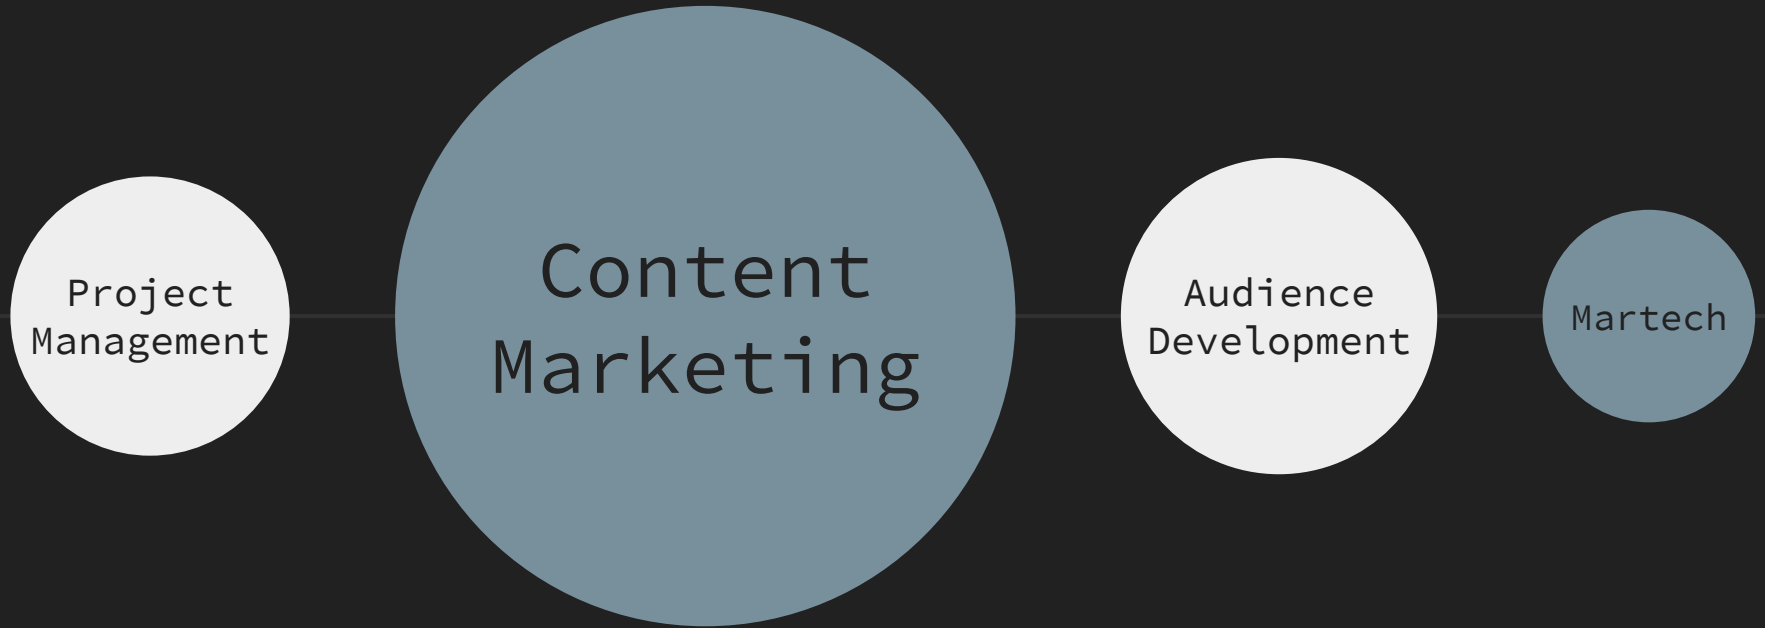 Project
Management
Content
Marketing
Audience
Development
Martech